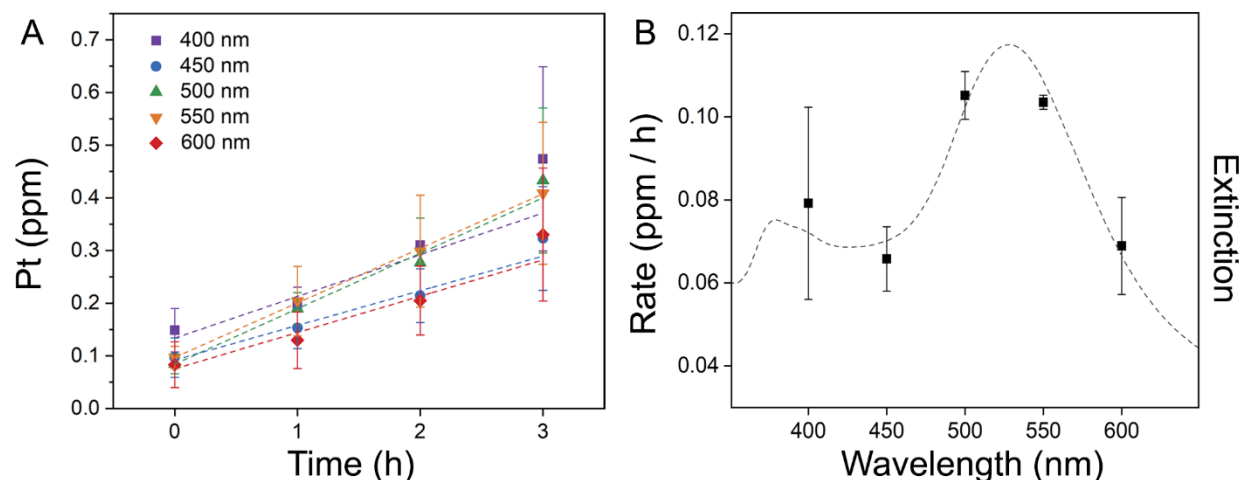 A
400 nm
450 nm
500 nm
550 nm
600 nm
0.7
0.6
0.5
0.4
0.3
0.2
0.1
0.0
Pt (ppm)
0 1 2 3
Time (h)
B
0.12
0.10
0.08
0.06
0.04
Rate (ppm / h)
400 450 500 550 600
Wavelength (nm)
Extinction